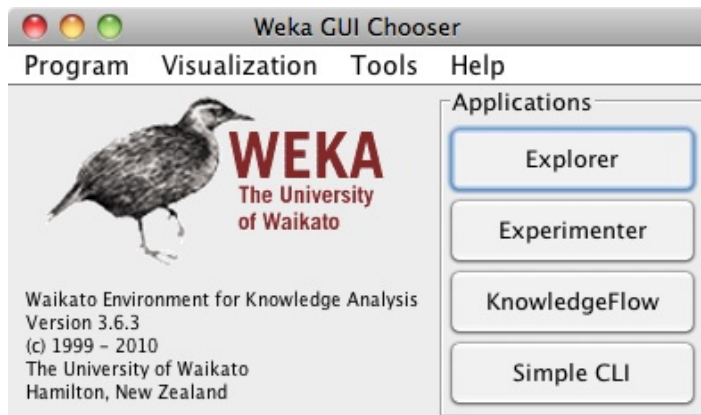 Weka GUI Chooser
Program Visualization Tools Help
WEKA
The University
of Waikato
Waikato Environment for Knowledge Analysis
Version 3.6.3
(c) 1999 – 2010
The University of Waikato
Hamilton, New Zealand
Applications
Explorer
Experimenter
KnowledgeFlow
Simple CLI